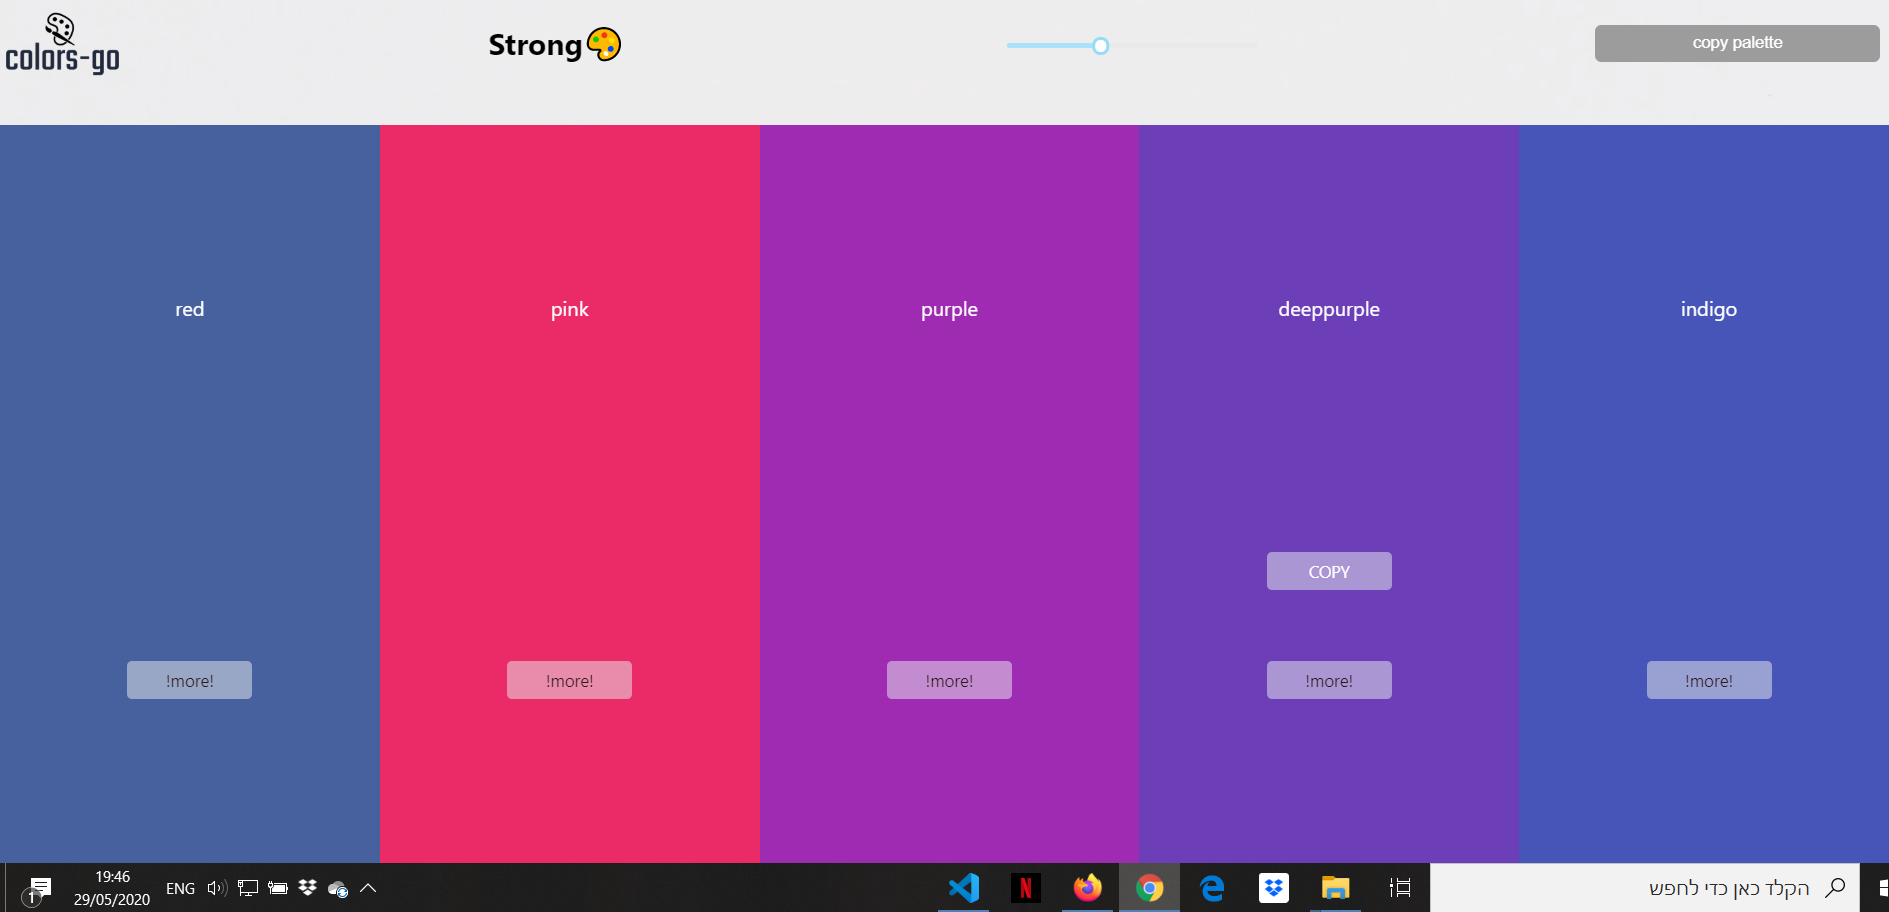 colors-go
Strong
copy palette
red
pink
purple
deeppurple
indigo
COPY
!more!
!more!
!more!
!more!
!more!
1
19:46
29/05/2020
ENG
N
הקלד כאן כדי לחפש